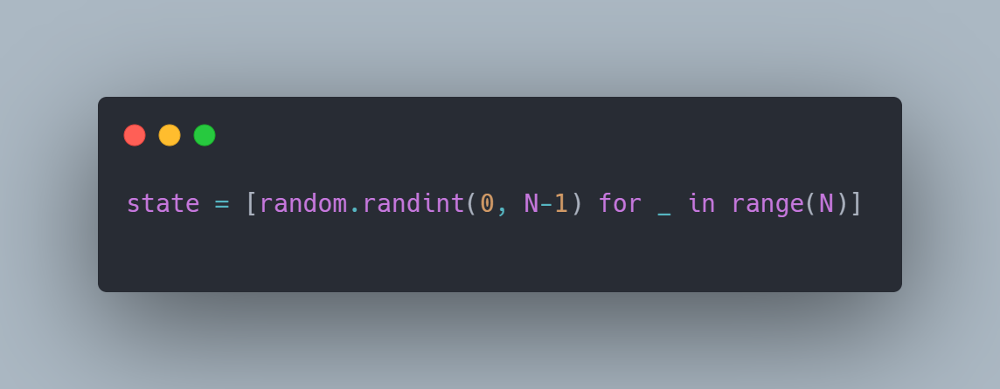 state = [random.randint(0, N-1) for _ in range(N)]